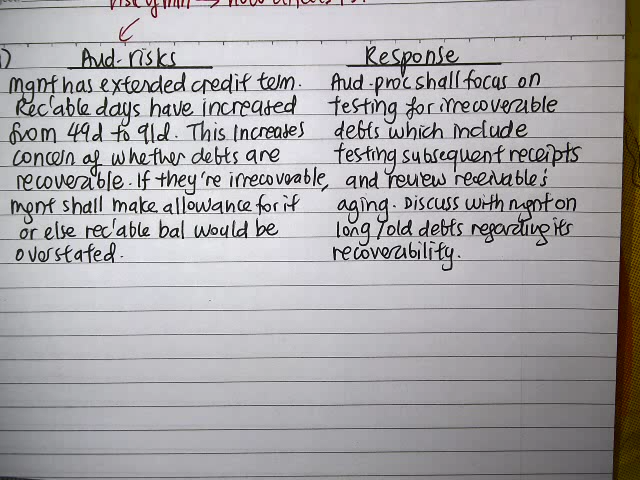 1) Aud-risks
Mgnt has extended credit term.
Rec'able days have increased
from 49d to 91d. This increases
concern of whether debts are
recoverable. If they're irrecoverable,
mgnt shall make allowance for it
or else rec'able bal would be
overstated.
Response
Aud.proc shall focus on
testing for irrecoverable
debts which include
testing subsequent receipts
and review receivable's
aging. Discuss with mgnt on
long/old debts regarding its
recoverability.